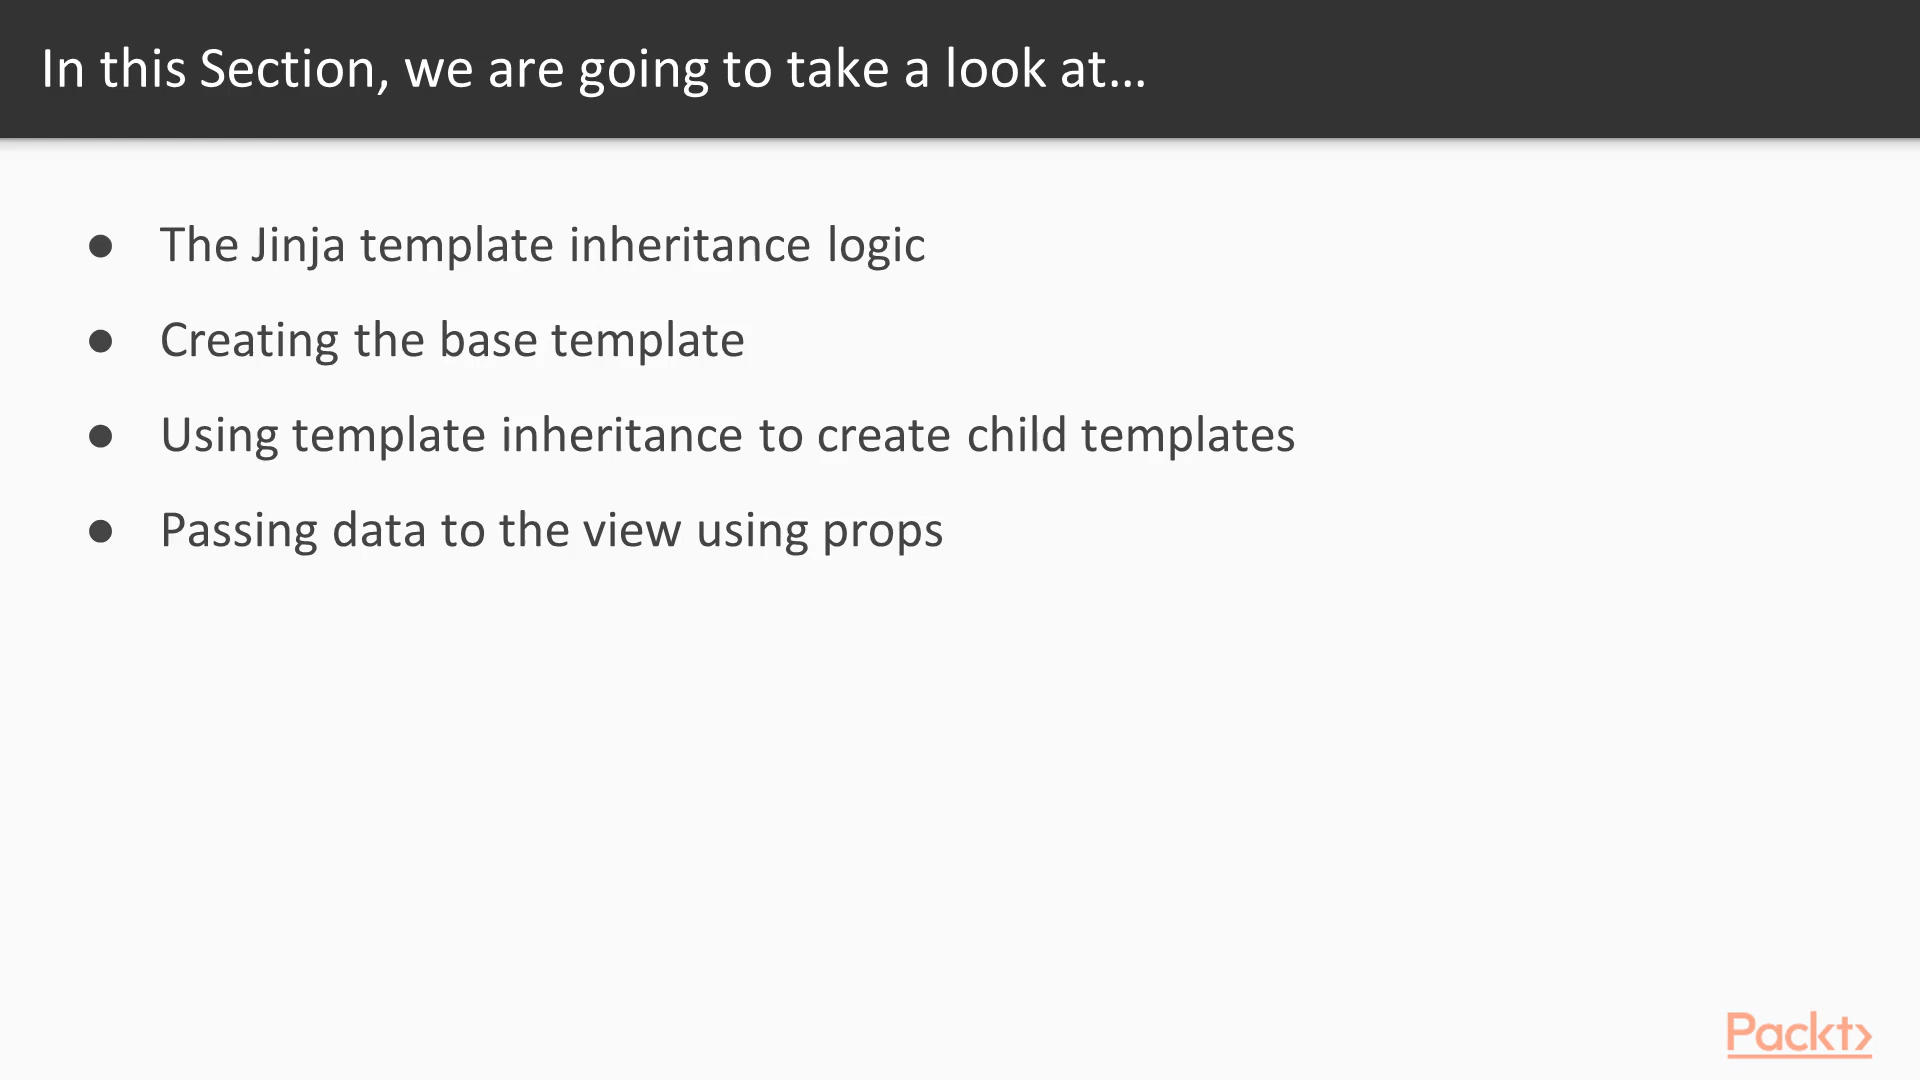 In this Section, we are going to take a look at...
● The Jinja template inheritance logic
● Creating the base template
● Using template inheritance to create child templates
● Passing data to the view using props
Packt>